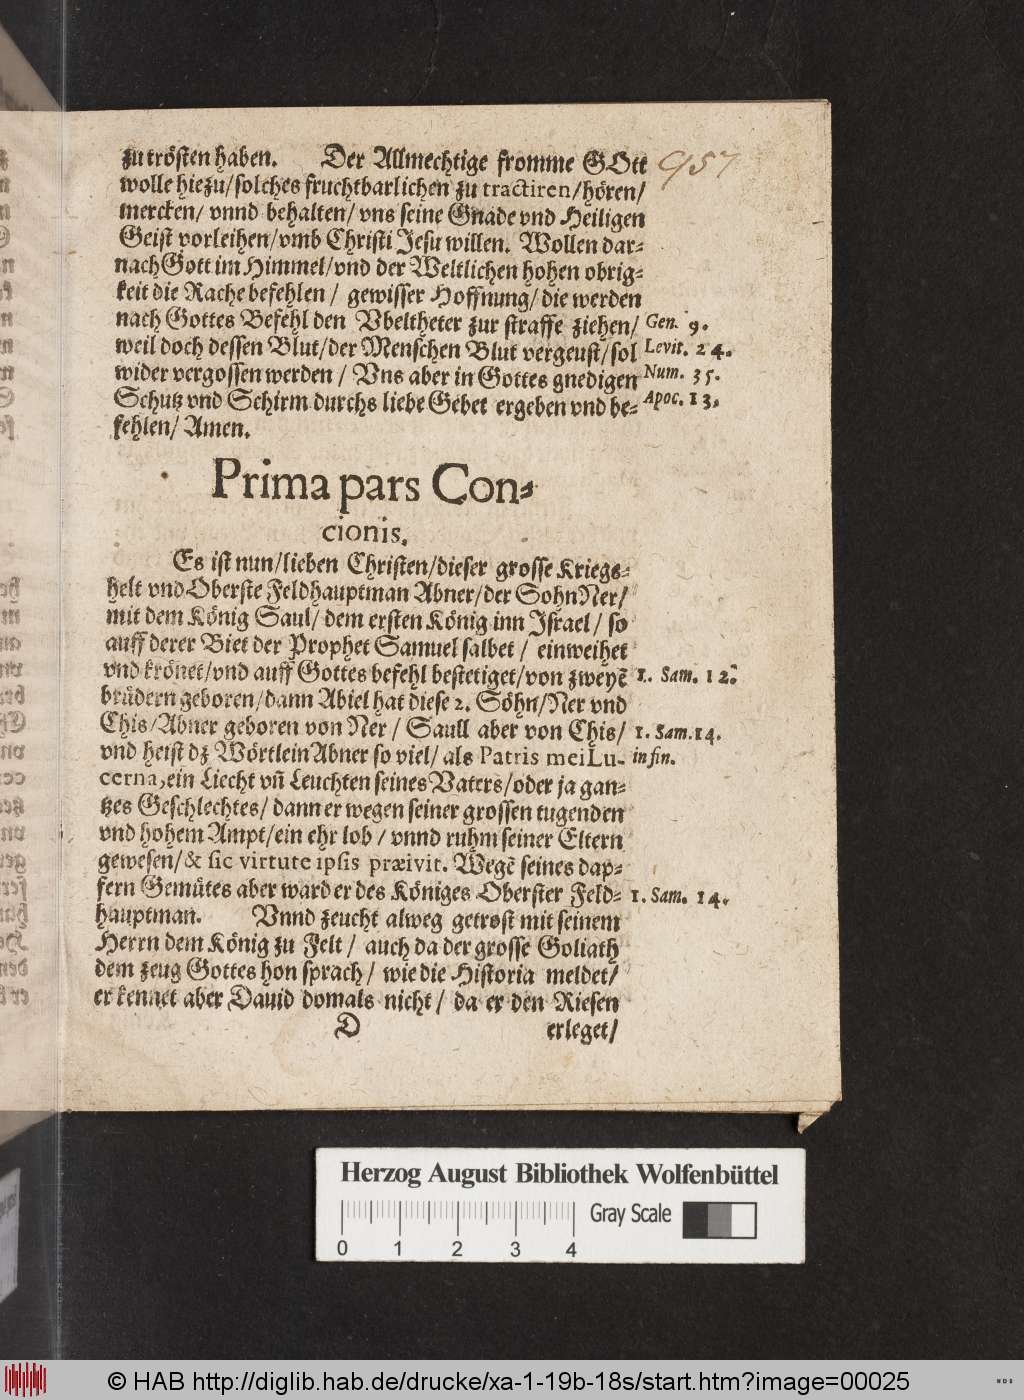 zu trösten haben. Der Allmechtige fromme GOtt
957
wolle hiezu/solches fruchtbarlichen zu tractiren/hören/
mercken/ vnnd behalten/ vns seine Gnade vnd Heiligen
Geist vorleihen/vmb Christi Jesu willen. Wollen dar-
nach Gott im Himmel/vnd der Weltlichen hohen obrig-
keit die Rache befehlen / gewisser Hoffnung/ die werden
nach Gottes Befehl den Vbeltheter zur straffe ziehen/
Gen. 9.
weil doch dessen Blut/der Menschen Blut vergeust/sol
Levit. 24.
wider vergossen werden / Vns aber in Gottes gnedigen
Num. 35.
Schutz vnd Schirm durchs liebe Gebet ergeben vnd be-
Apoc. 13.
fehlen/ Amen.
Prima pars Con-
cionis.
Es ist nun/lieben Christen/dieser grosse Kriegs-
helt vnd Oberste Feldhauptman Abner/der Sohn Ner/
mit dem König Saul/ dem ersten König inn Israel/ so
auff derer Biet der Prophet Samuel salbet / einweihet
vnd krönet/vnd auff Gottes befehl bestetiget/von zweyẽ
1. Sam. 12.
brüdern geboren/dann Abiel hat diese 2. Söhn/Ner vnd
Chis/Abner geboren von Ner / Saull aber von Chis/
1. Sam. 14.
vnd heist dz Wörtlein Abner so viel/ als Patris mei Lu-
in fin.
cerna, ein Liecht vñ Leuchten seines Vaters/oder ja gan-
tzes Geschlechtes/ dann er wegen seiner grossen tugenden
vnd hohem Ampt/ein ehr lob/ vnnd ruhm seiner Eltern
gewesen/& sic virtute ipsis præivit. Wegẽ seines dap-
fern Gemütes aber ward er des Königes Oberster Feld-
1. Sam. 14.
hauptman. Vnnd zeucht alweg getrost mit seinem
Herrn dem König zu Felt/ auch da der grosse Goliath
dem zeug Gottes hon sprach/ wie die Historia meldet/
er kennet aber Dauid domals nicht/ da er den Riesen
D erleget/
Herzog August Bibliothek Wolfenbüttel
Gray Scale
0 1 2 3 4
© HAB http://diglib.hab.de/drucke/xa-1-19b-18s/start.htm?image=00025